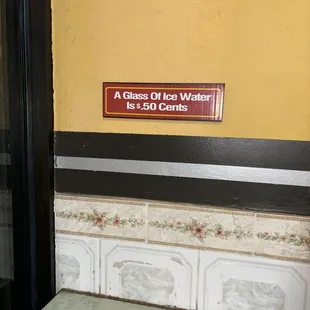 A Glass Of Ice Water
Is $.50 Cents